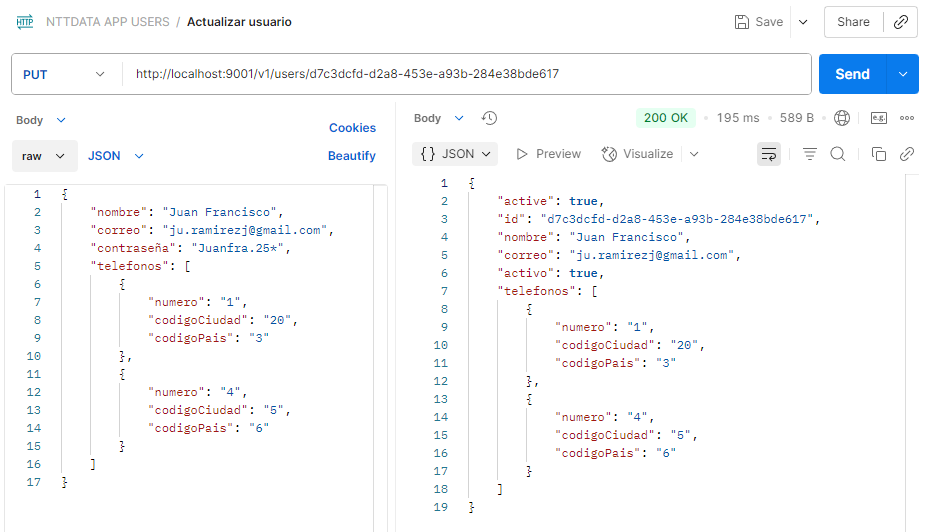 HTTP NTTDATA APP USERS / Actualizar usuario Save Share
PUT http://localhost:9001/v1/users/d7c3dcfd-d2a8-453e-a93b-284e38bde617 Send
Body Cookies
raw JSON Beautify
1 {
2 "nombre": "Juan Francisco",
3 "correo": "ju.ramirezj@gmail.com",
4 "contraseña": "Juanfra.25*",
5 "telefonos": [
6 {
7 "numero": "1",
8 "codigoCiudad": "20",
9 "codigoPais": "3"
10 },
11 {
12 "numero": "4",
13 "codigoCiudad": "5",
14 "codigoPais": "6"
15 }
16 ]
17 }
Body 200 OK • 195 ms • 589 B e.g.
{} JSON Preview Visualize
1 {
2 "active": true,
3 "id": "d7c3dcfd-d2a8-453e-a93b-284e38bde617",
4 "nombre": "Juan Francisco",
5 "correo": "ju.ramirezj@gmail.com",
6 "activo": true,
7 "telefonos": [
8 {
9 "numero": "1",
10 "codigoCiudad": "20",
11 "codigoPais": "3"
12 },
13 {
14 "numero": "4",
15 "codigoCiudad": "5",
16 "codigoPais": "6"
17 }
18 ]
19 }